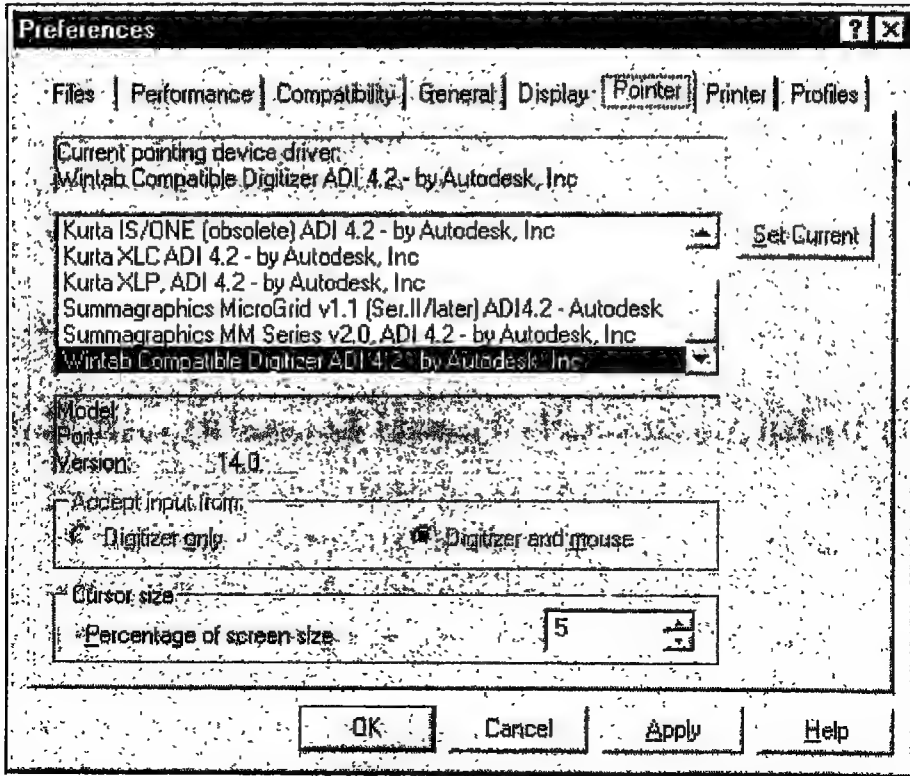 Preferences
Files Performance Compatibility General Display Pointer Printer Profiles
Current pointing device driver:
Wintab Compatible Digitizer ADI 4.2 - by Autodesk, Inc
Kurta IS/ONE (obsolete) ADI 4.2 - by Autodesk, Inc
Kurta XLC ADI 4.2 - by Autodesk, Inc
Kurta XLP, ADI 4.2 - by Autodesk, Inc
Summagraphics MicroGrid v1.1 (Ser.II/later) ADI4.2 - Autodesk
Summagraphics MM Series v2.0, ADI 4.2 - by Autodesk, Inc
Wintab Compatible Digitizer ADI 4.2 - by Autodesk, Inc
Set Current
Model:
Port:
Version: 14.0
Accept input from:
Digitizer only
Digitizer and mouse
Cursor size
Percentage of screen size
5
OK Cancel Apply Help